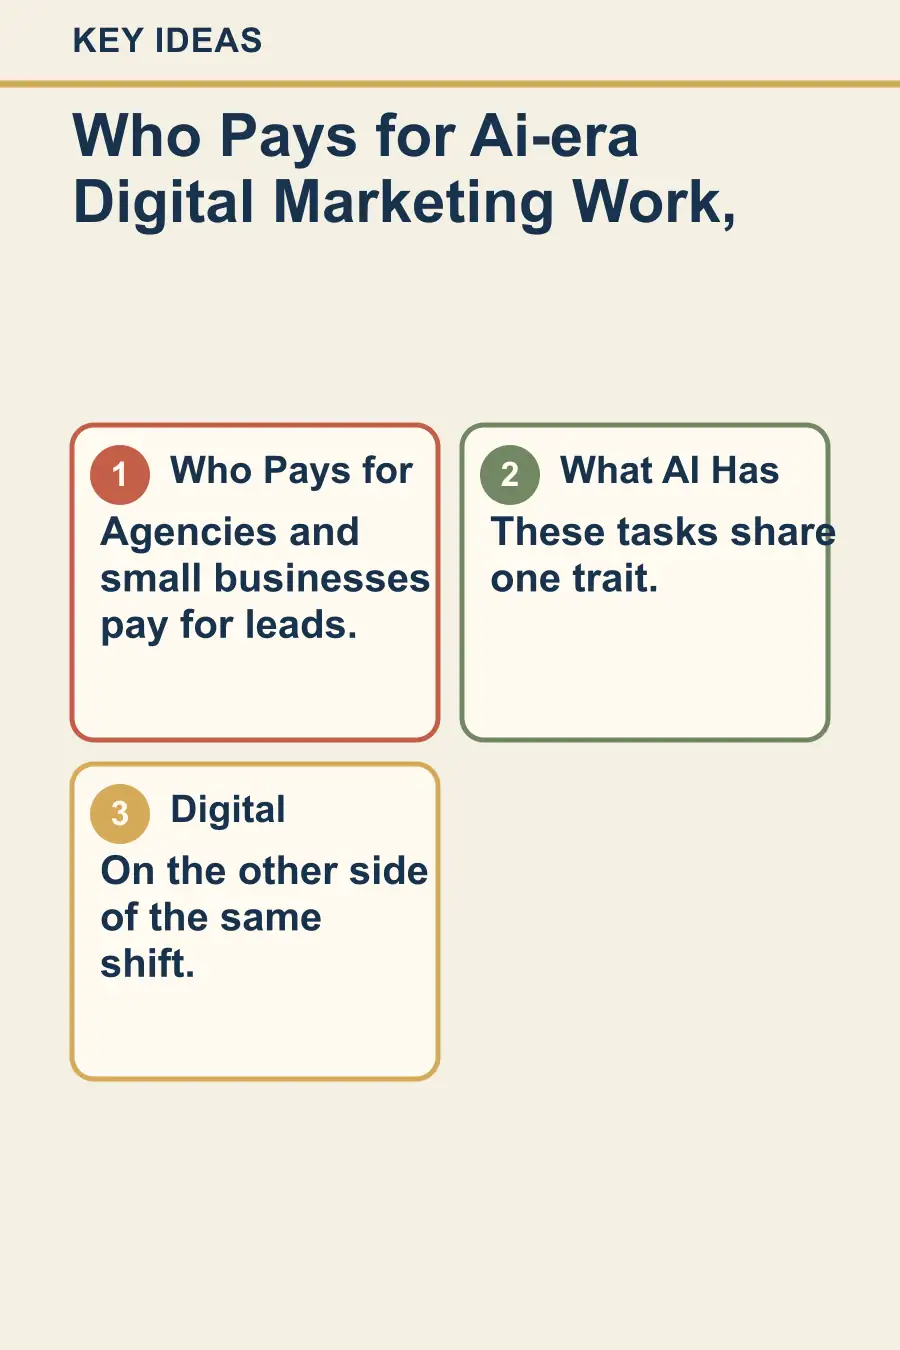 KEY IDEAS
Who Pays for Ai-era
Digital Marketing Work,
1 Who Pays for
Agencies and
small businesses
pay for leads.
2 What AI Has
These tasks share
one trait.
3 Digital
On the other side
of the same
shift.